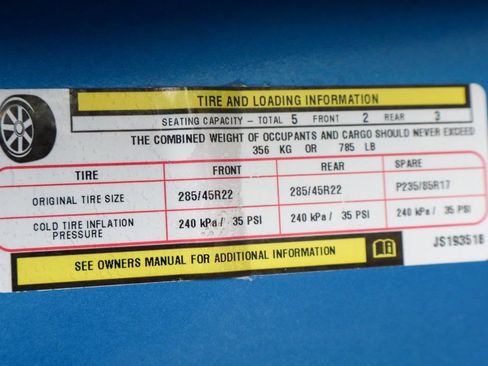 TIRE AND LOADING INFORMATION
SEATING CAPACITY - TOTAL 5 FRONT 2 REAR 3
THE COMBINED WEIGHT OF OCCUPANTS AND CARGO SHOULD NEVER EXCEED
356 KG OR 785 LB
TIRE FRONT REAR SPARE
ORIGINAL TIRE SIZE 285/45R22 285/45R22 P235/85R17
COLD TIRE INFLATION PRESSURE 240 kPa / 35 PSI 240 kPa / 35 PSI 240 kPa / 35 PSI
SEE OWNERS MANUAL FOR ADDITIONAL INFORMATION
JS193518